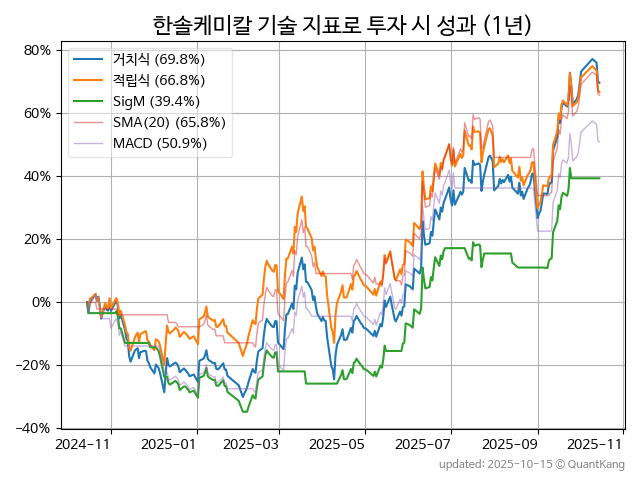 한솔케미칼 기술 지표로 투자 시 성과 (1년)
80%
60%
40%
20%
0%
−20%
−40%
거치식 (69.8%)
적립식 (66.8%)
SigM (39.4%)
SMA(20) (65.8%)
MACD (50.9%)
2024-11
2025-01
2025-03
2025-05
2025-07
2025-09
2025-11
updated: 2025-10-15 © QuantKang